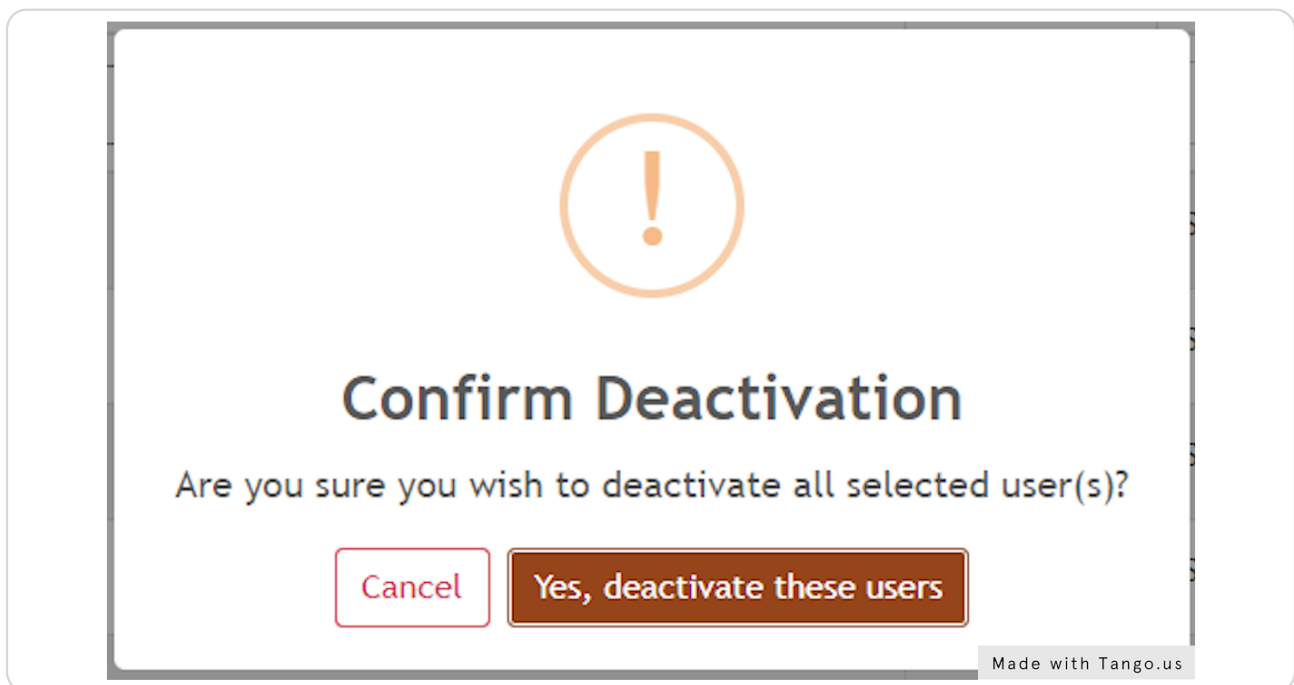 Confirm Deactivation
Are you sure you wish to deactivate all selected user(s)?
Cancel
Yes, deactivate these users
Made with Tango.us